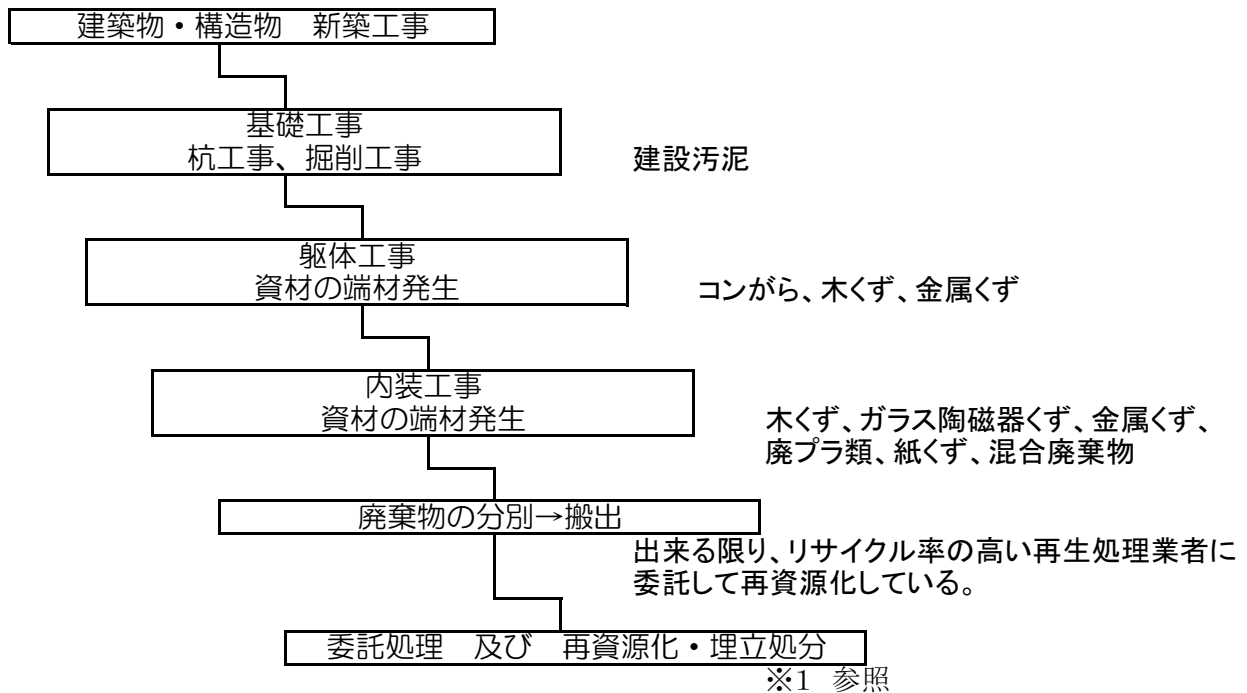 建築物・構造物　新築工事
基礎工事
杭工事、掘削工事
建設汚泥
躯体工事
資材の端材発生
コンがら、木くず、金属くず
内装工事
資材の端材発生
木くず、ガラス陶磁器くず、金属くず、
廃プラ類、紙くず、混合廃棄物
廃棄物の分別→搬出
出来る限り、リサイクル率の高い再生処理業者に
委託して再資源化している。
委託処理　及び　再資源化・埋立処分
※1　参照